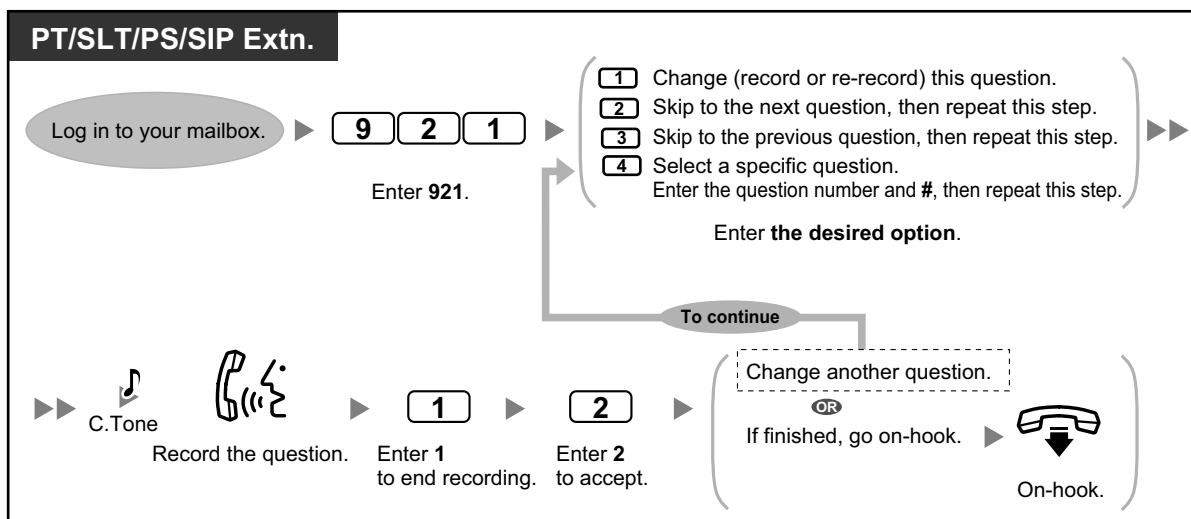 PT/SLT/PS/SIP Extn.
Log in to your mailbox.
9 2 1
Enter 921.
1 Change (record or re-record) this question.
2 Skip to the next question, then repeat this step.
3 Skip to the previous question, then repeat this step.
4 Select a specific question.
Enter the question number and #, then repeat this step.
Enter the desired option.
To continue
C.Tone
Record the question.
1
Enter 1
to end recording.
2
Enter 2
to accept.
Change another question.
OR
If finished, go on-hook.
On-hook.